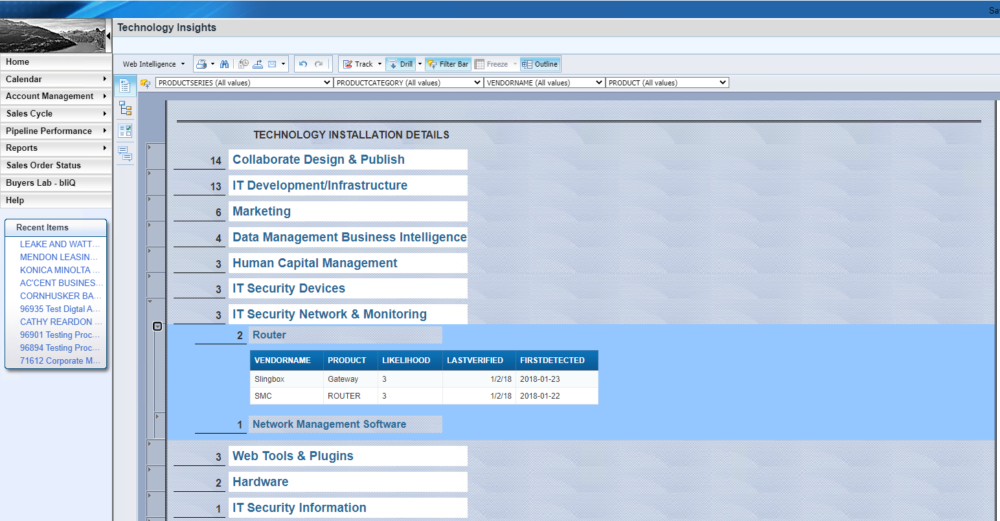 Sa
Technology Insights
Home
Calendar
Account Management
Sales Cycle
Pipeline Performance
Reports
Sales Order Status
Buyers Lab - bliQ
Help
Recent Items
LEAKE AND WATT...
MENDON LEASIN...
KONICA MINOLTA ...
AC'CENT BUSINES...
CORNHUSKER BA...
96935 Test Digtal A...
CATHY REARDON ...
96901 Testing Proc...
96894 Testing Proc...
71612 Corporate M...
Web Intelligence Track Drill Filter Bar Freeze Outline
PRODUCTSERIES (All values) PRODUCTCATEGORY (All values) VENDORNAME (All values) PRODUCT (All values)
TECHNOLOGY INSTALLATION DETAILS
14 Collaborate Design & Publish
13 IT Development/Infrastructure
6 Marketing
4 Data Management Business Intelligence
3 Human Capital Management
3 IT Security Devices
3 IT Security Network & Monitoring
2 Router
VENDORNAME PRODUCT LIKELIHOOD LASTVERIFIED FIRSTDETECTED
Slingbox Gateway 3 1/2/18 2018-01-23
SMC ROUTER 3 1/2/18 2018-01-22
1 Network Management Software
3 Web Tools & Plugins
2 Hardware
1 IT Security Information